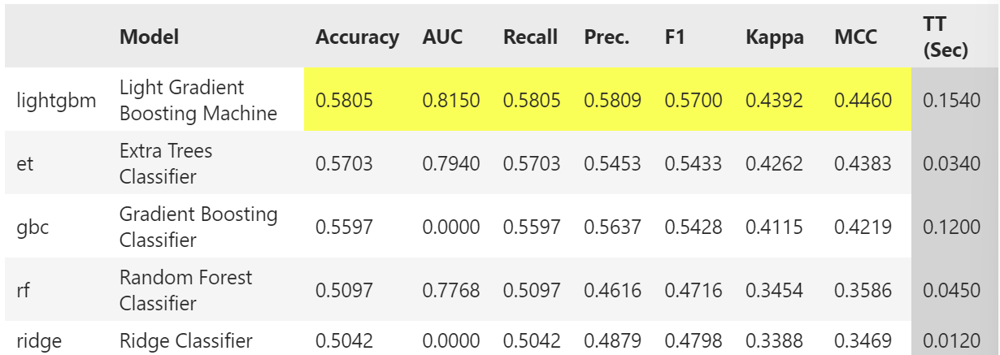 Model Accuracy AUC Recall Prec. F1 Kappa MCC TT (Sec)
lightgbm Light Gradient Boosting Machine 0.5805 0.8150 0.5805 0.5809 0.5700 0.4392 0.4460 0.1540
et Extra Trees Classifier 0.5703 0.7940 0.5703 0.5453 0.5433 0.4262 0.4383 0.0340
gbc Gradient Boosting Classifier 0.5597 0.0000 0.5597 0.5637 0.5428 0.4115 0.4219 0.1200
rf Random Forest Classifier 0.5097 0.7768 0.5097 0.4616 0.4716 0.3454 0.3586 0.0450
ridge Ridge Classifier 0.5042 0.0000 0.5042 0.4879 0.4798 0.3388 0.3469 0.0120